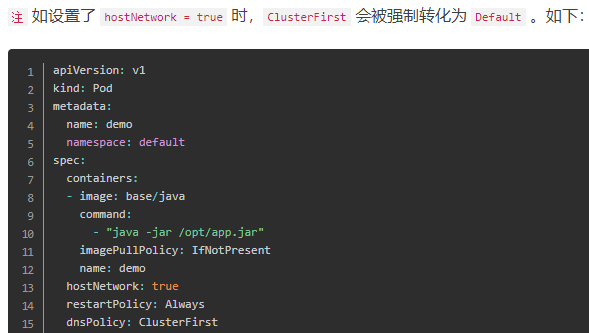 注 如设置了 hostNetwork = true 时，ClusterFirst 会被强制转化为 Default 。如下：
1 apiVersion: v1
2 kind: Pod
3 metadata:
4   name: demo
5   namespace: default
6 spec:
7   containers:
8   - image: base/java
9     command:
10       - "java -jar /opt/app.jar"
11     imagePullPolicy: IfNotPresent
12     name: demo
13   hostNetwork: true
14   restartPolicy: Always
15   dnsPolicy: ClusterFirst